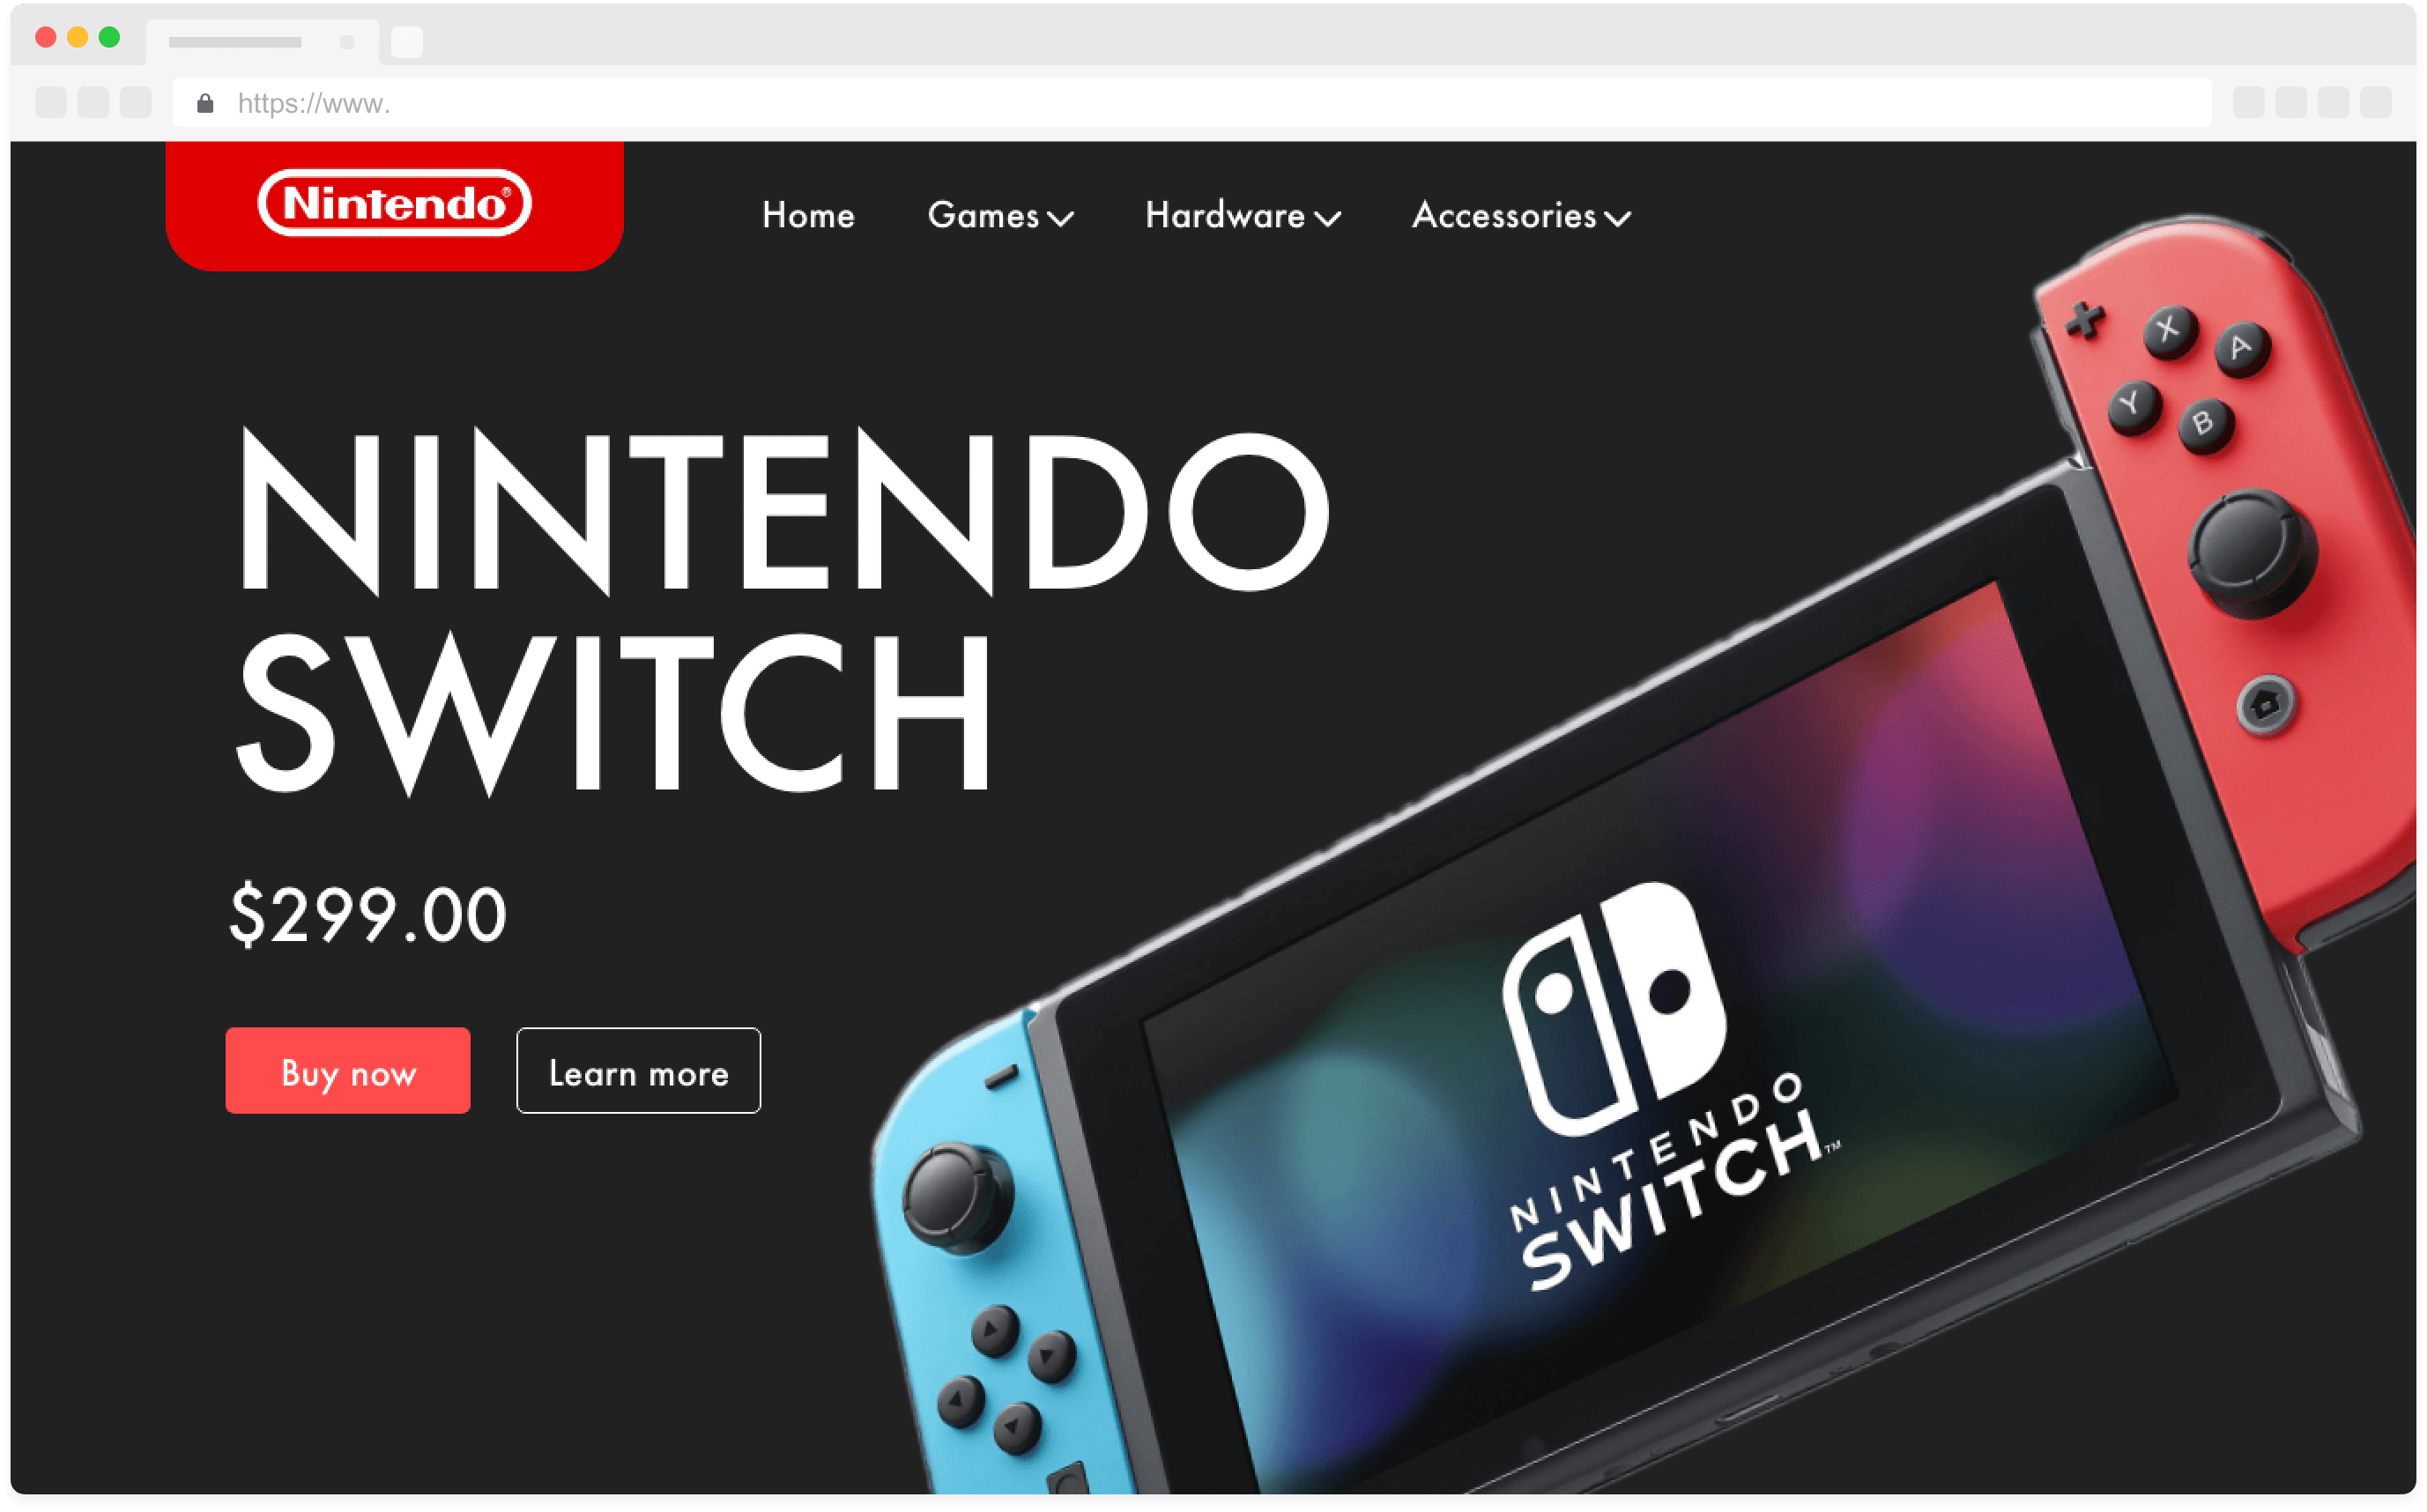 https://www.
Nintendo®
Home Games Hardware Accessories
NINTENDO
SWITCH
$299.00
Buy now Learn more
X
A
Y
B
NINTENDO
SWITCH™